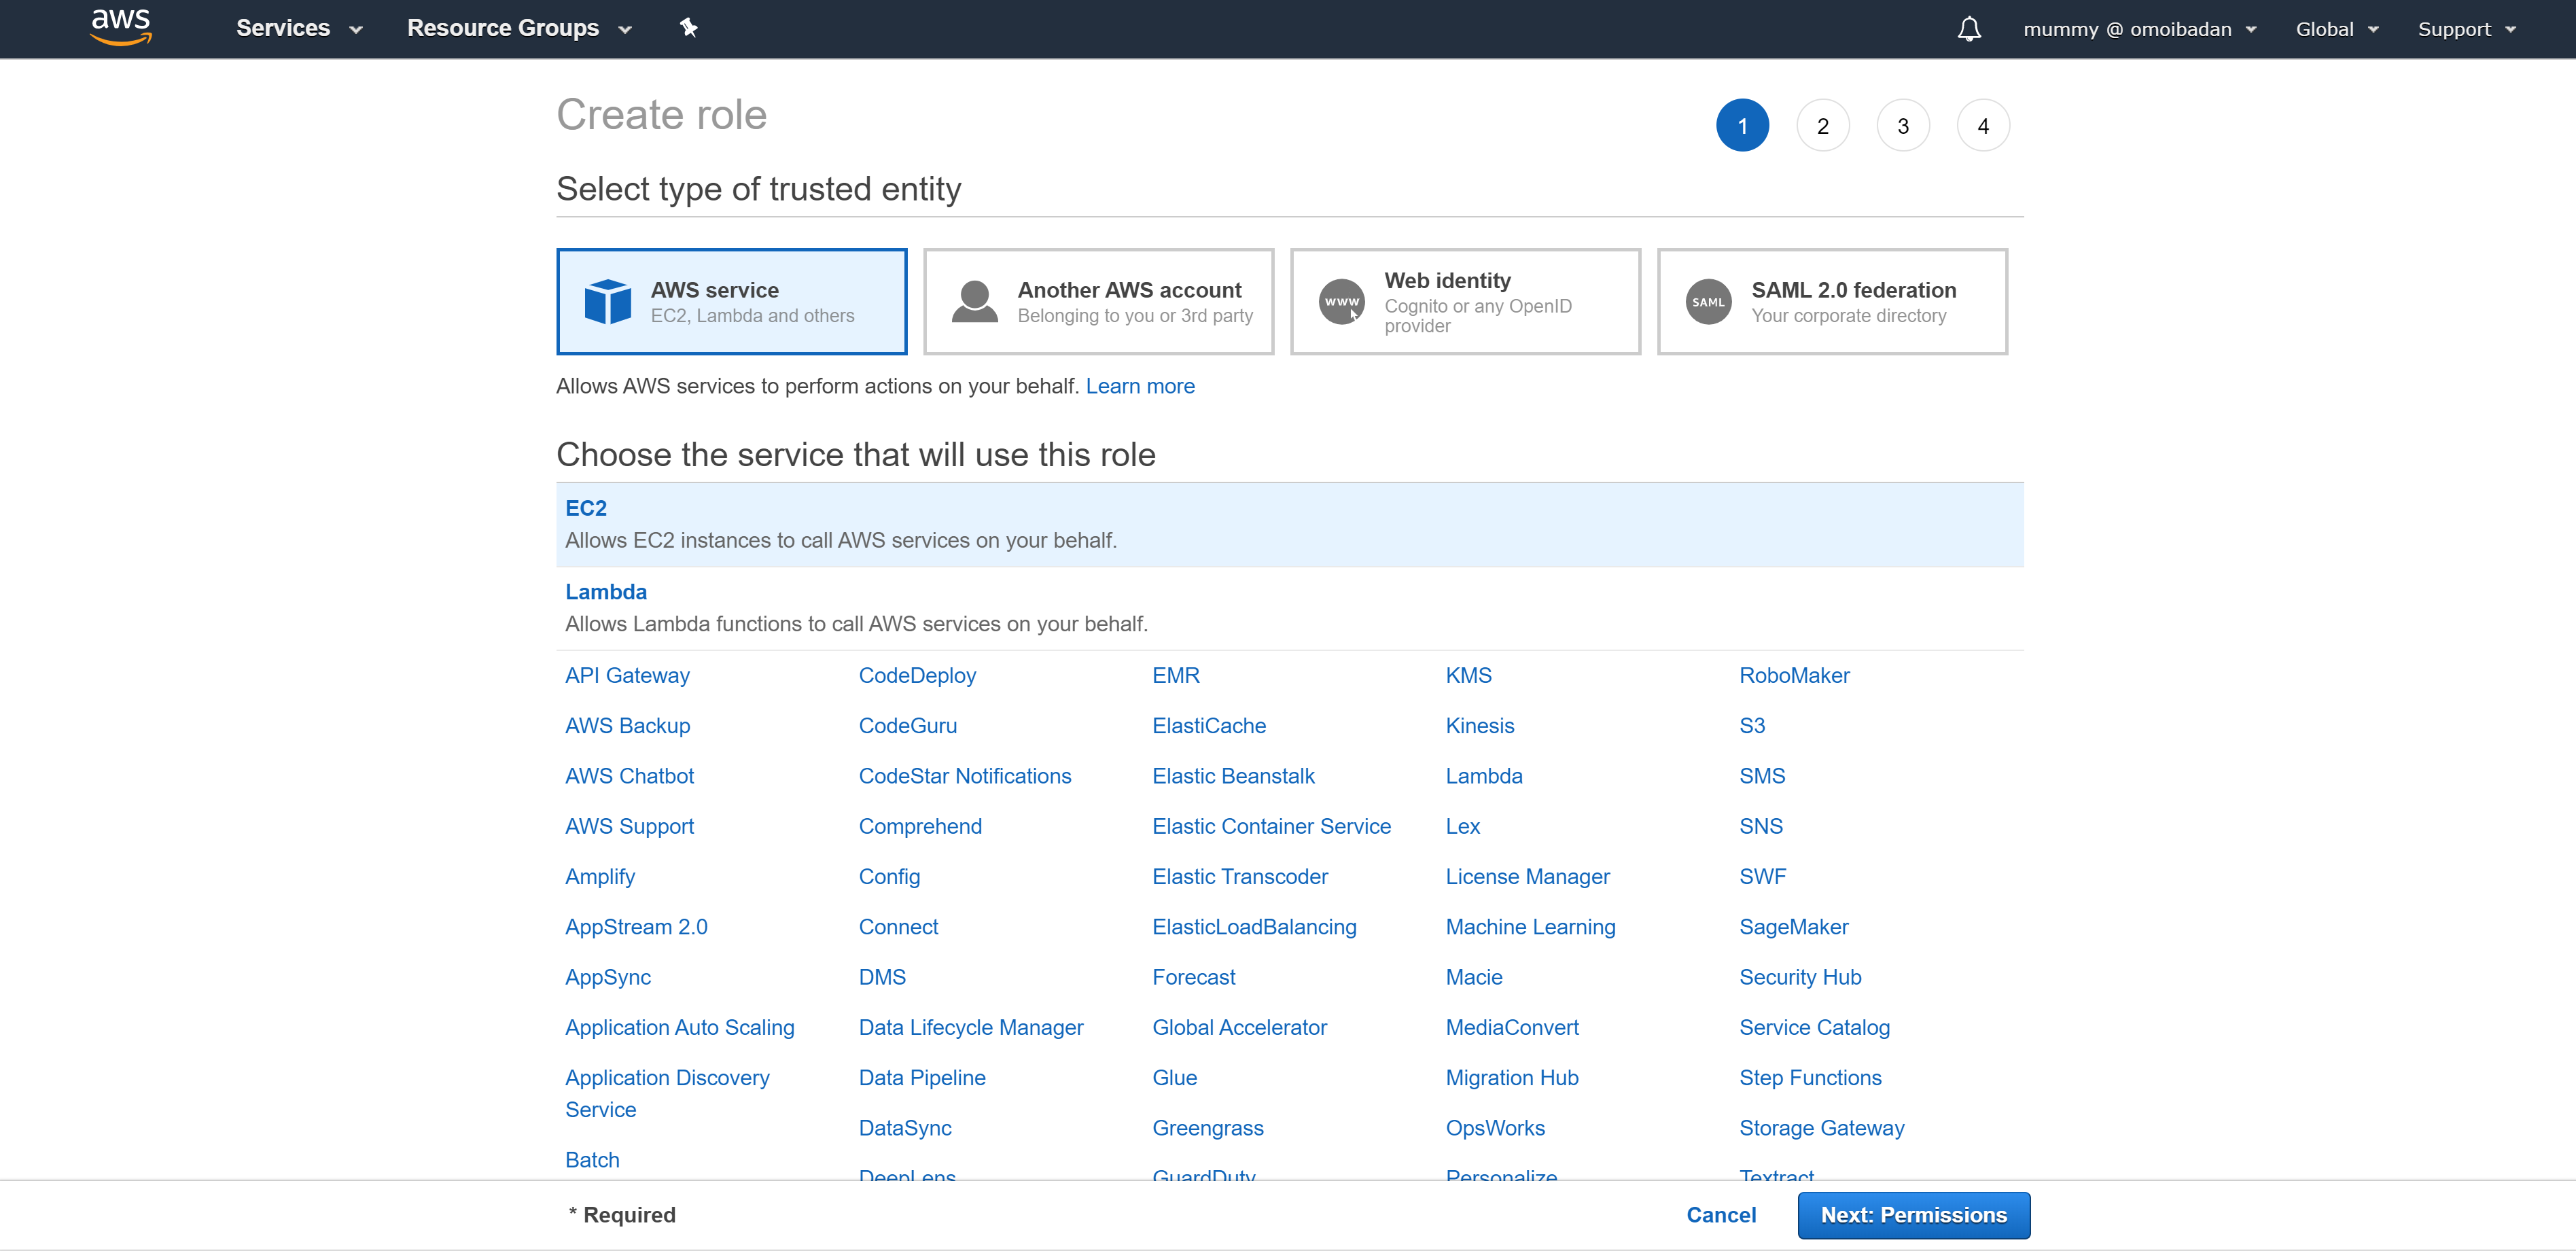 aws Services Resource Groups mummy @ omoibadan Global Support
Create role 1 2 3 4
Select type of trusted entity
AWS service
EC2, Lambda and others
Another AWS account
Belonging to you or 3rd party
www
Web identity
Cognito or any OpenID
provider
SAML
SAML 2.0 federation
Your corporate directory
Allows AWS services to perform actions on your behalf. Learn more
Choose the service that will use this role
EC2
Allows EC2 instances to call AWS services on your behalf.
Lambda
Allows Lambda functions to call AWS services on your behalf.
API Gateway
AWS Backup
AWS Chatbot
AWS Support
Amplify
AppStream 2.0
AppSync
Application Auto Scaling
Application Discovery
Service
Batch
CodeDeploy
CodeGuru
CodeStar Notifications
Comprehend
Config
Connect
DMS
Data Lifecycle Manager
Data Pipeline
DataSync
DeepLens
EMR
ElastiCache
Elastic Beanstalk
Elastic Container Service
Elastic Transcoder
ElasticLoadBalancing
Forecast
Global Accelerator
Glue
Greengrass
GuardDuty
KMS
Kinesis
Lambda
Lex
License Manager
Machine Learning
Macie
MediaConvert
Migration Hub
OpsWorks
Personalize
RoboMaker
S3
SMS
SNS
SWF
SageMaker
Security Hub
Service Catalog
Step Functions
Storage Gateway
Textract
* Required Cancel Next: Permissions